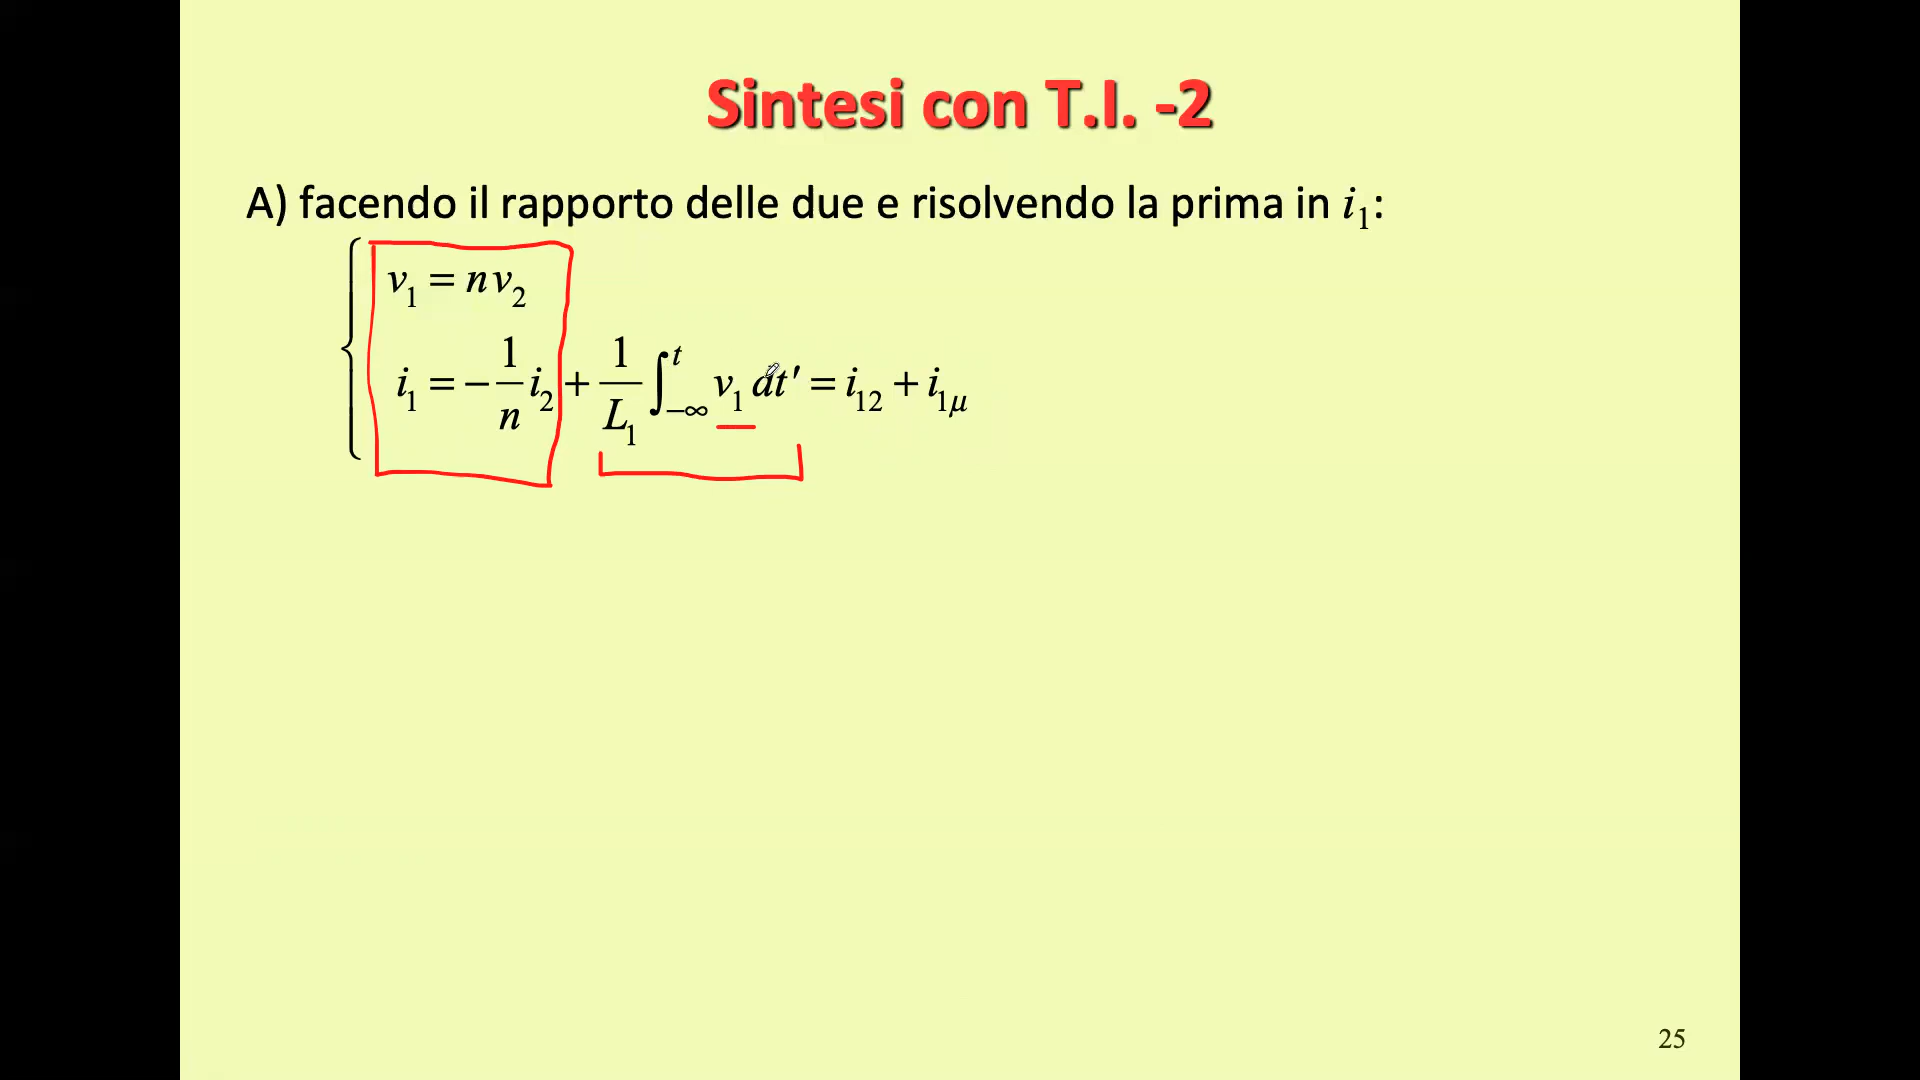 Sintesi con T.I. -2
A) facendo il rapporto delle due e risolvendo la prima in i₁:
v₁ = n v₂
i₁ = − 1/n i₂ + 1/L₁ ∫₋∞ᵗ v₁ dt′ = i₁₂ + i₁μ
25